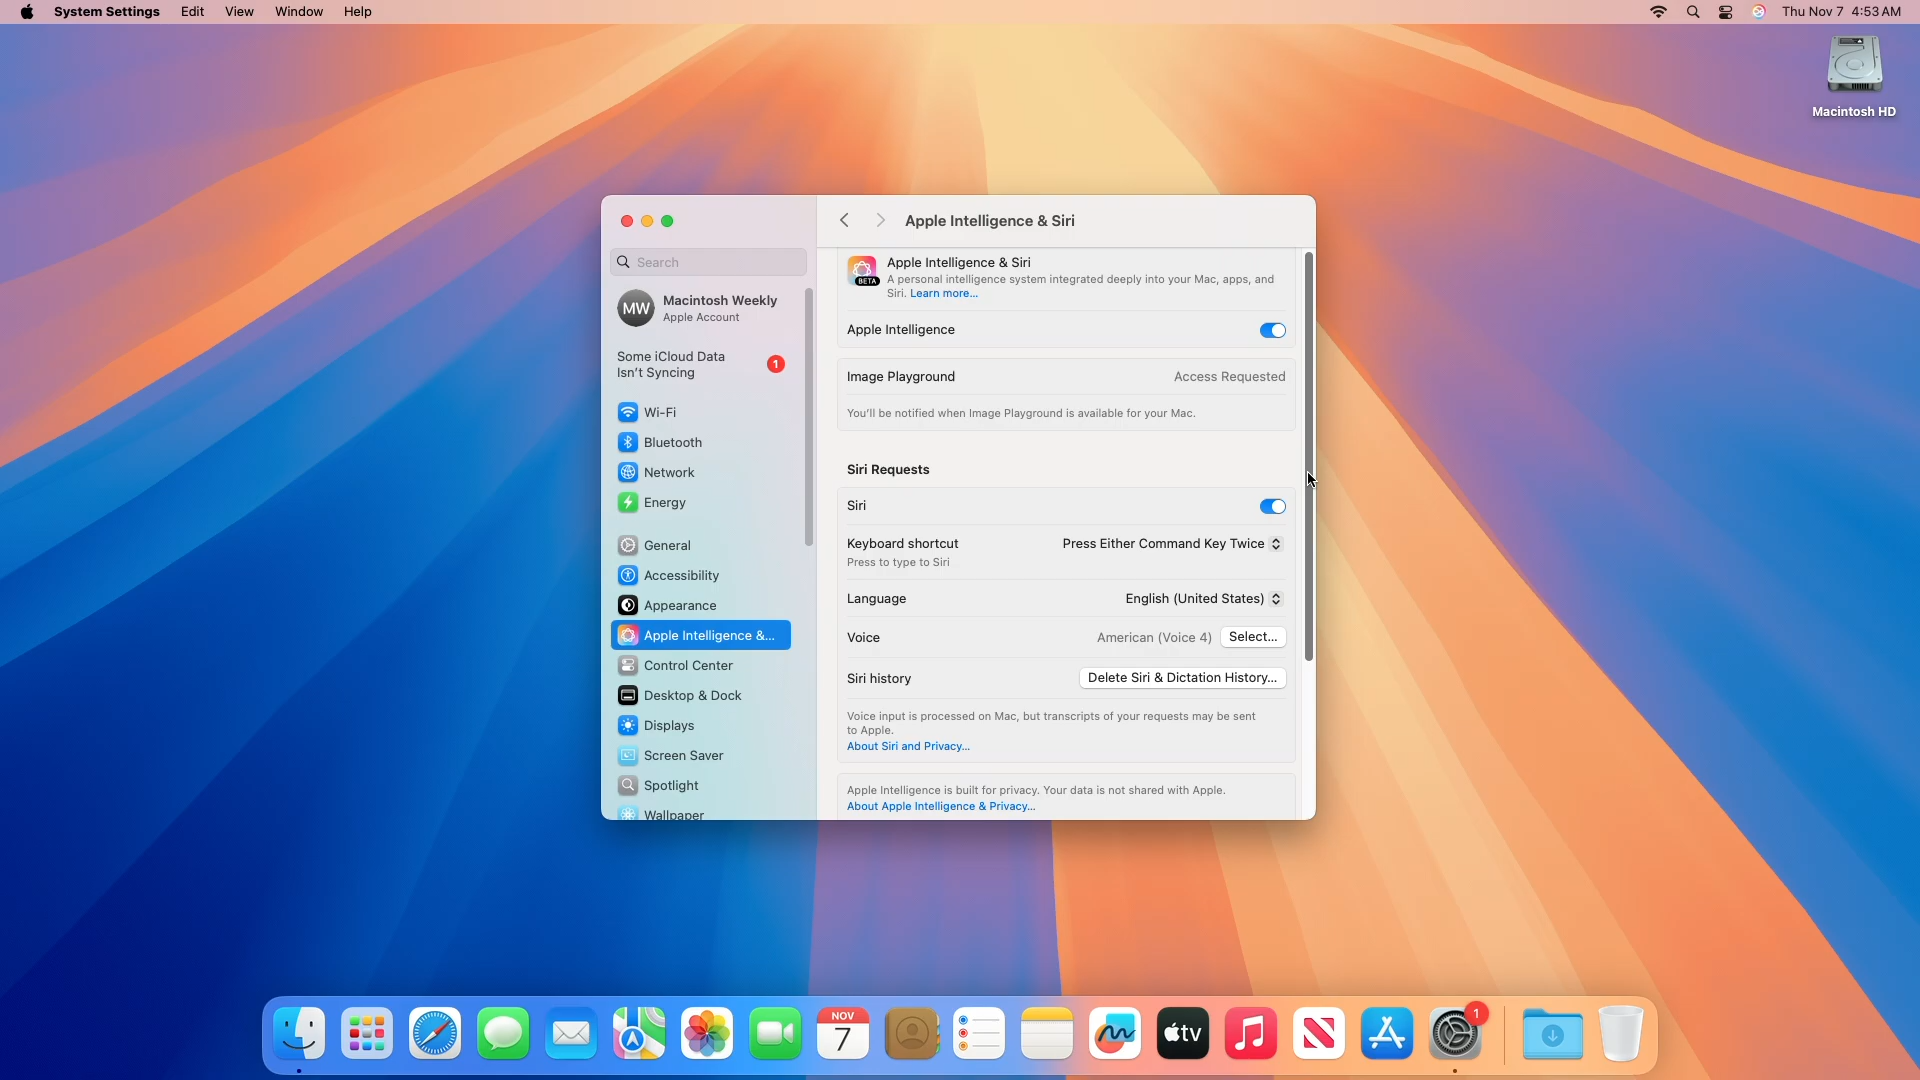 System Settings Edit View Window Help
Thu Nov 7 4:53 AM
Macintosh HD
Search
MW
Macintosh Weekly
Apple Account
Some iCloud Data
Isn't Syncing
1
Wi-Fi
Bluetooth
Network
Energy
General
Accessibility
Appearance
Apple Intelligence &...
Control Center
Desktop & Dock
Displays
Screen Saver
Spotlight
Wallpaper
Apple Intelligence & Siri
BETA
Apple Intelligence & Siri
A personal intelligence system integrated deeply into your Mac, apps, and
Siri. Learn more...
Apple Intelligence
Image Playground Access Requested
You'll be notified when Image Playground is available for your Mac.
Siri Requests
Siri
Keyboard shortcut Press Either Command Key Twice
Press to type to Siri
Language English (United States)
Voice American (Voice 4) Select...
Siri history Delete Siri & Dictation History...
Voice input is processed on Mac, but transcripts of your requests may be sent
to Apple.
About Siri and Privacy...
Apple Intelligence is built for privacy. Your data is not shared with Apple.
About Apple Intelligence & Privacy...
NOV
7
tv
1